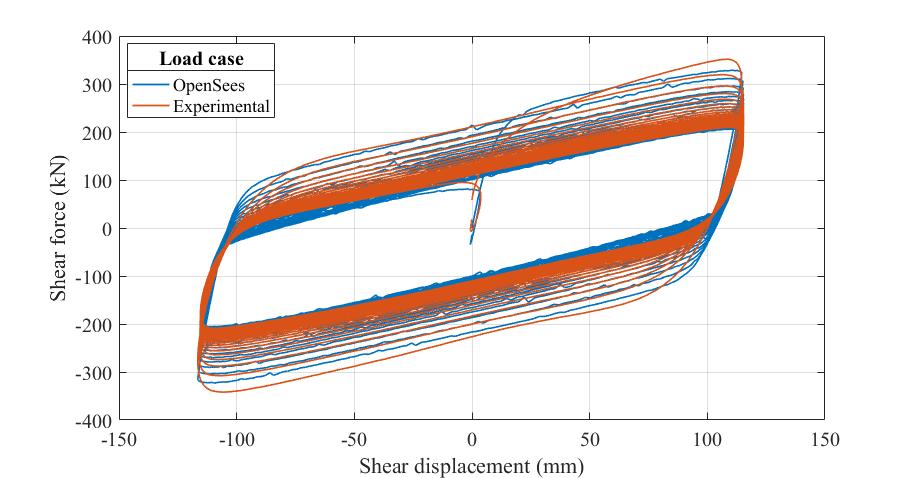 400
300
200
100
0
-100
-200
-300
-400
Shear force (kN)
Load case
OpenSees
Experimental
-150 -100 -50 0 50 100 150
Shear displacement (mm)